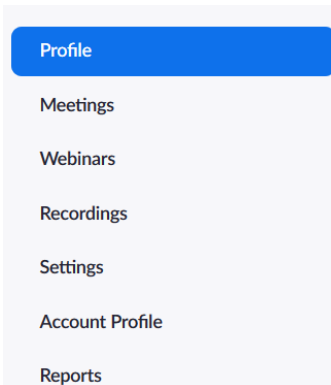 Profile
Meetings
Webinars
Recordings
Settings
Account Profile
Reports